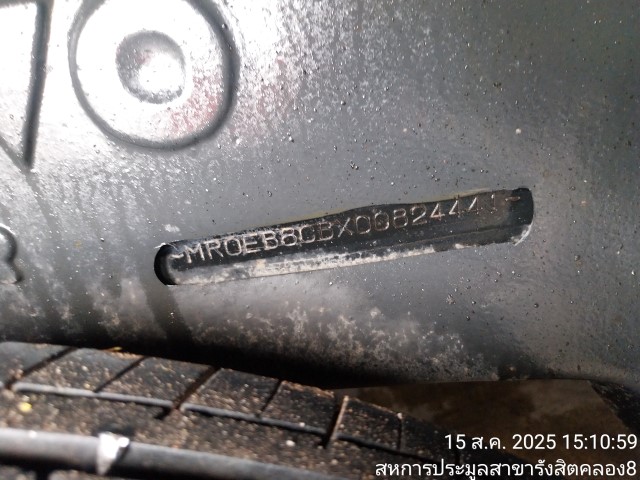 -MR0EB8CBX00824441-
15 ส.ค. 2025 15:10:59
สหการประมูลสาขารังสิตคลอง8